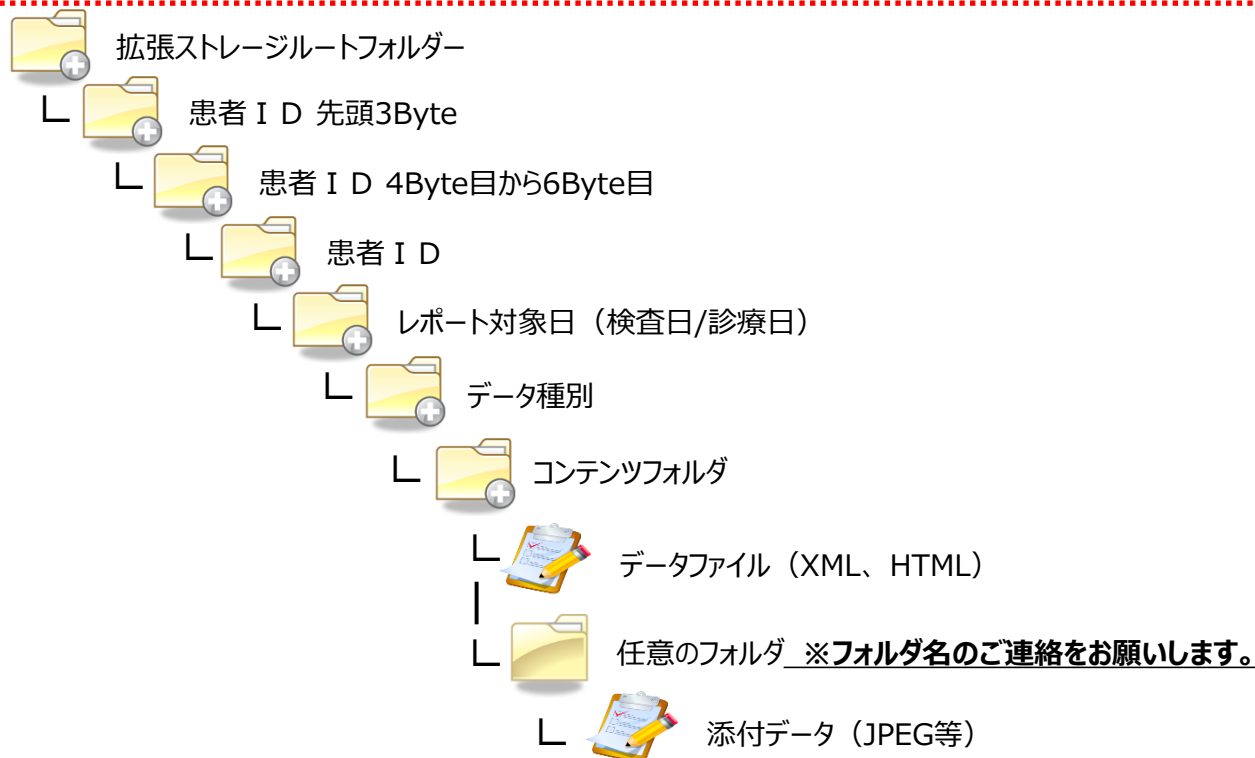 拡張ストレージルートフォルダー
患者ＩＤ 先頭3Byte
患者ＩＤ 4Byte目から6Byte目
患者ＩＤ
レポート対象日（検査日/診療日）
データ種別
コンテンツフォルダ
データファイル（XML、HTML）
任意のフォルダ ※フォルダ名のご連絡をお願いします。
添付データ（JPEG等）